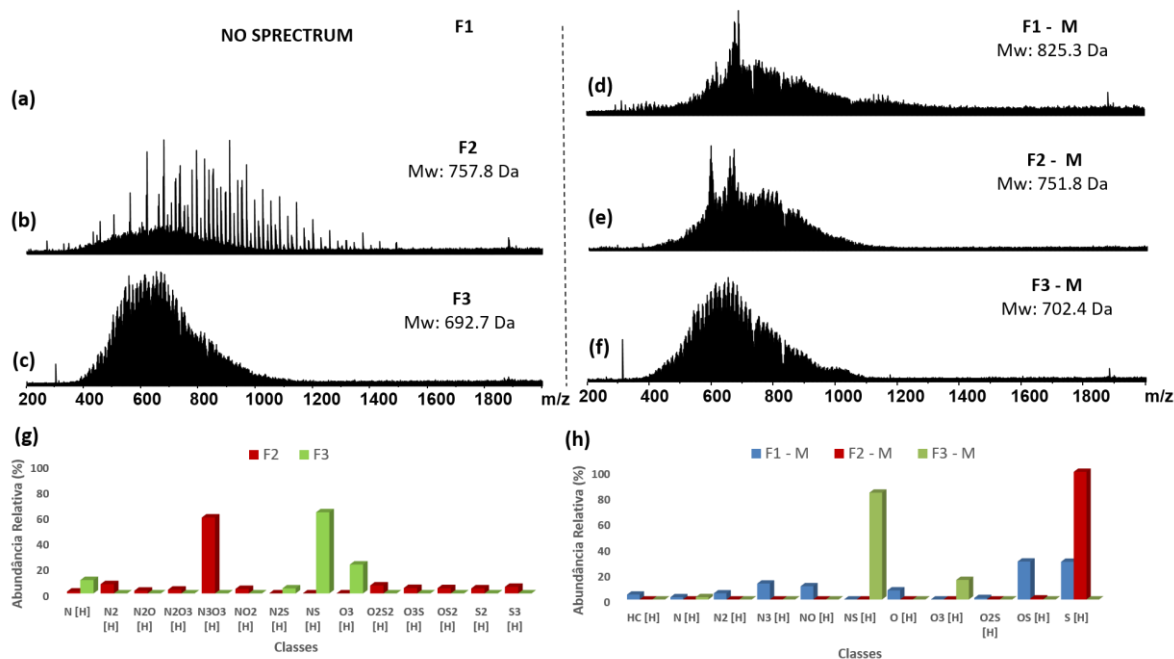 NO SPRECTRUM
F1
(a)
F2
Mw: 757.8 Da
(b)
F3
Mw: 692.7 Da
(c)
200 400 600 800 1000 1200 1400 1600 1800 m/z
F1 - M
Mw: 825.3 Da
(d)
F2 - M
Mw: 751.8 Da
(e)
F3 - M
Mw: 702.4 Da
(f)
200 400 600 800 1000 1200 1400 1600 1800 m/z
(g)
F2 F3
Abundância Relativa (%)
100
80
60
40
20
0
N [H] N2 N2O N2O3 N3O3 NO2 N2S NS O3 O2S2 O3S OS2 S2 S3
[H] [H] [H] [H] [H] [H] [H] [H] [H] [H] [H] [H] [H]
Classes
(h)
F1 - M F2 - M F3 - M
Abundância Relativa (%)
100
80
60
40
20
0
HC [H] N [H] N2 [H] N3 [H] NO [H] NS [H] O [H] O3 [H] O2S OS [H] S [H]
[H]
Classes